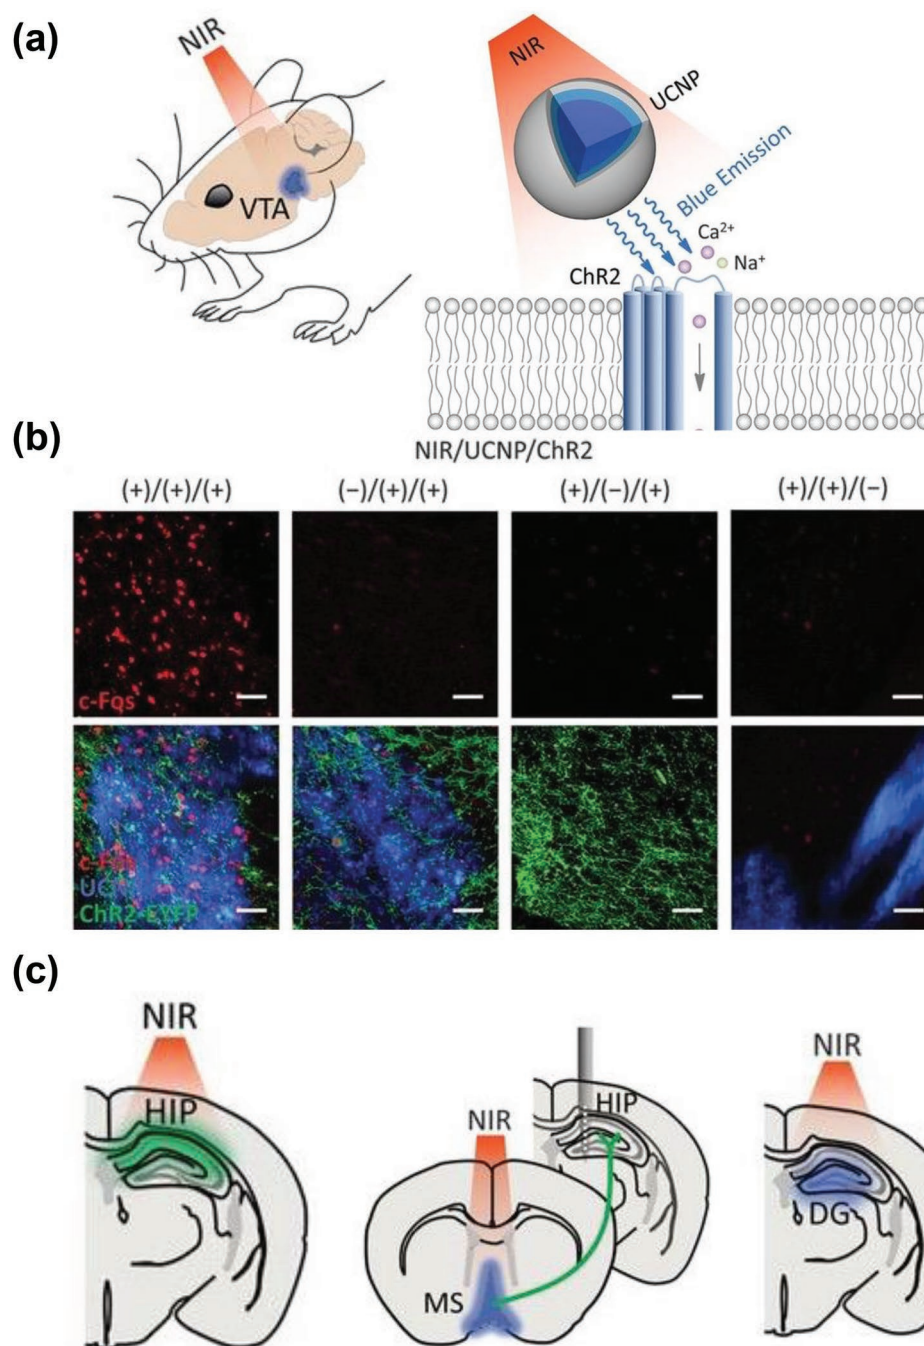 (a)
NIR
VTA
NIR
UCNP
Blue Emission
Ca²⁺
Na⁺
ChR2
(b)
NIR/UCNP/ChR2
(+)/(+)/(+)
(−)/(+)/(+)
(+)/(−)/(+)
(+)/(+)/(−)
c-Fos
c-Fos
UCNP
ChR2-EYFP
(c)
NIR
HIP
NIR
MS
HIP
NIR
DG